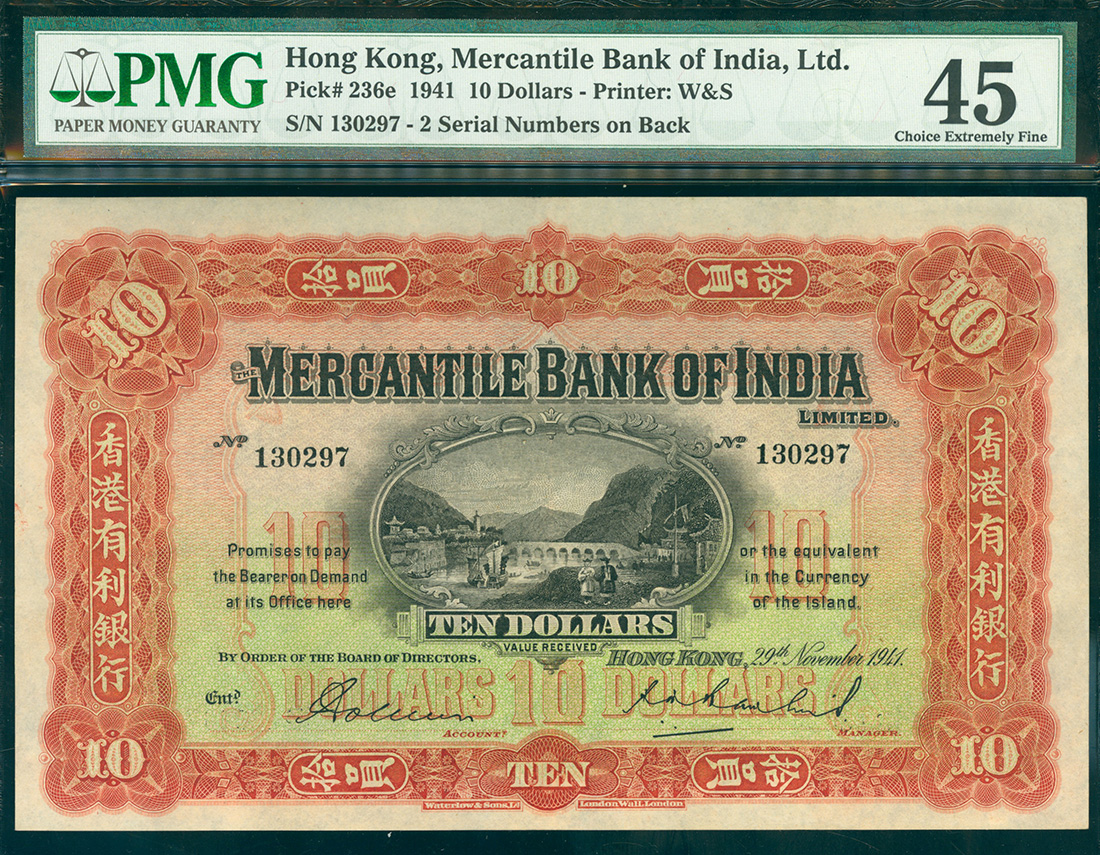 PMG
PAPER MONEY GUARANTY
Hong Kong, Mercantile Bank of India, Ltd.
Pick# 236e 1941 10 Dollars - Printer: W&S
S/N 130297 - 2 Serial Numbers on Back
45
Choice Extremely Fine
10 拾員 10 拾員 10
THE MERCANTILE BANK OF INDIA
LIMITED.
No 130297
No 130297
香港有利銀行
香港有利銀行
10
10
Promises to pay
the Bearer on Demand
at its Office here
or the equivalent
in the Currency
of the Island.
TEN DOLLARS
VALUE RECEIVED
BY ORDER OF THE BOARD OF DIRECTORS.
HONG KONG, 29th November 1941.
Entd
DOLLARS 10 DOLLARS
ACCOUNTT
MANAGER.
10 拾員 TEN 拾員 10
Waterlow & Sons, Ld London Wall, London